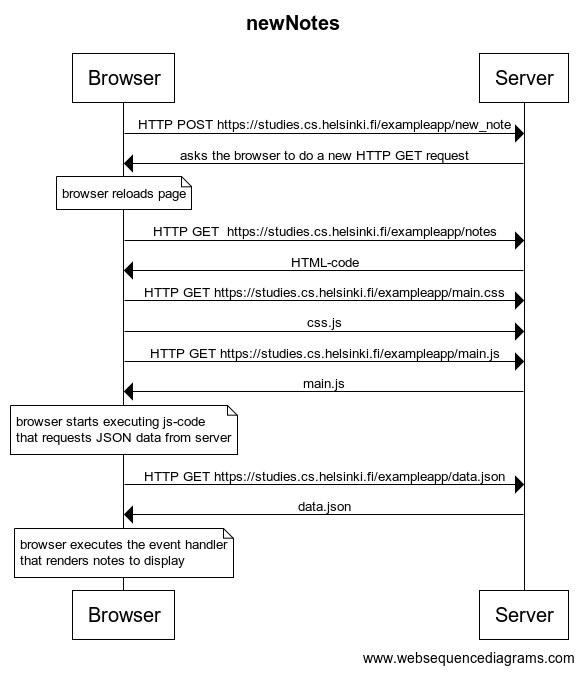 newNotes
Browser
Server
HTTP POST https://studies.cs.helsinki.fi/exampleapp/new_note
asks the browser to do a new HTTP GET request
browser reloads page
HTTP GET  https://studies.cs.helsinki.fi/exampleapp/notes
HTML-code
HTTP GET https://studies.cs.helsinki.fi/exampleapp/main.css
css.js
HTTP GET https://studies.cs.helsinki.fi/exampleapp/main.js
main.js
browser starts executing js-code
that requests JSON data from server
HTTP GET https://studies.cs.helsinki.fi/exampleapp/data.json
data.json
browser executes the event handler
that renders notes to display
Browser
Server
www.websequencediagrams.com